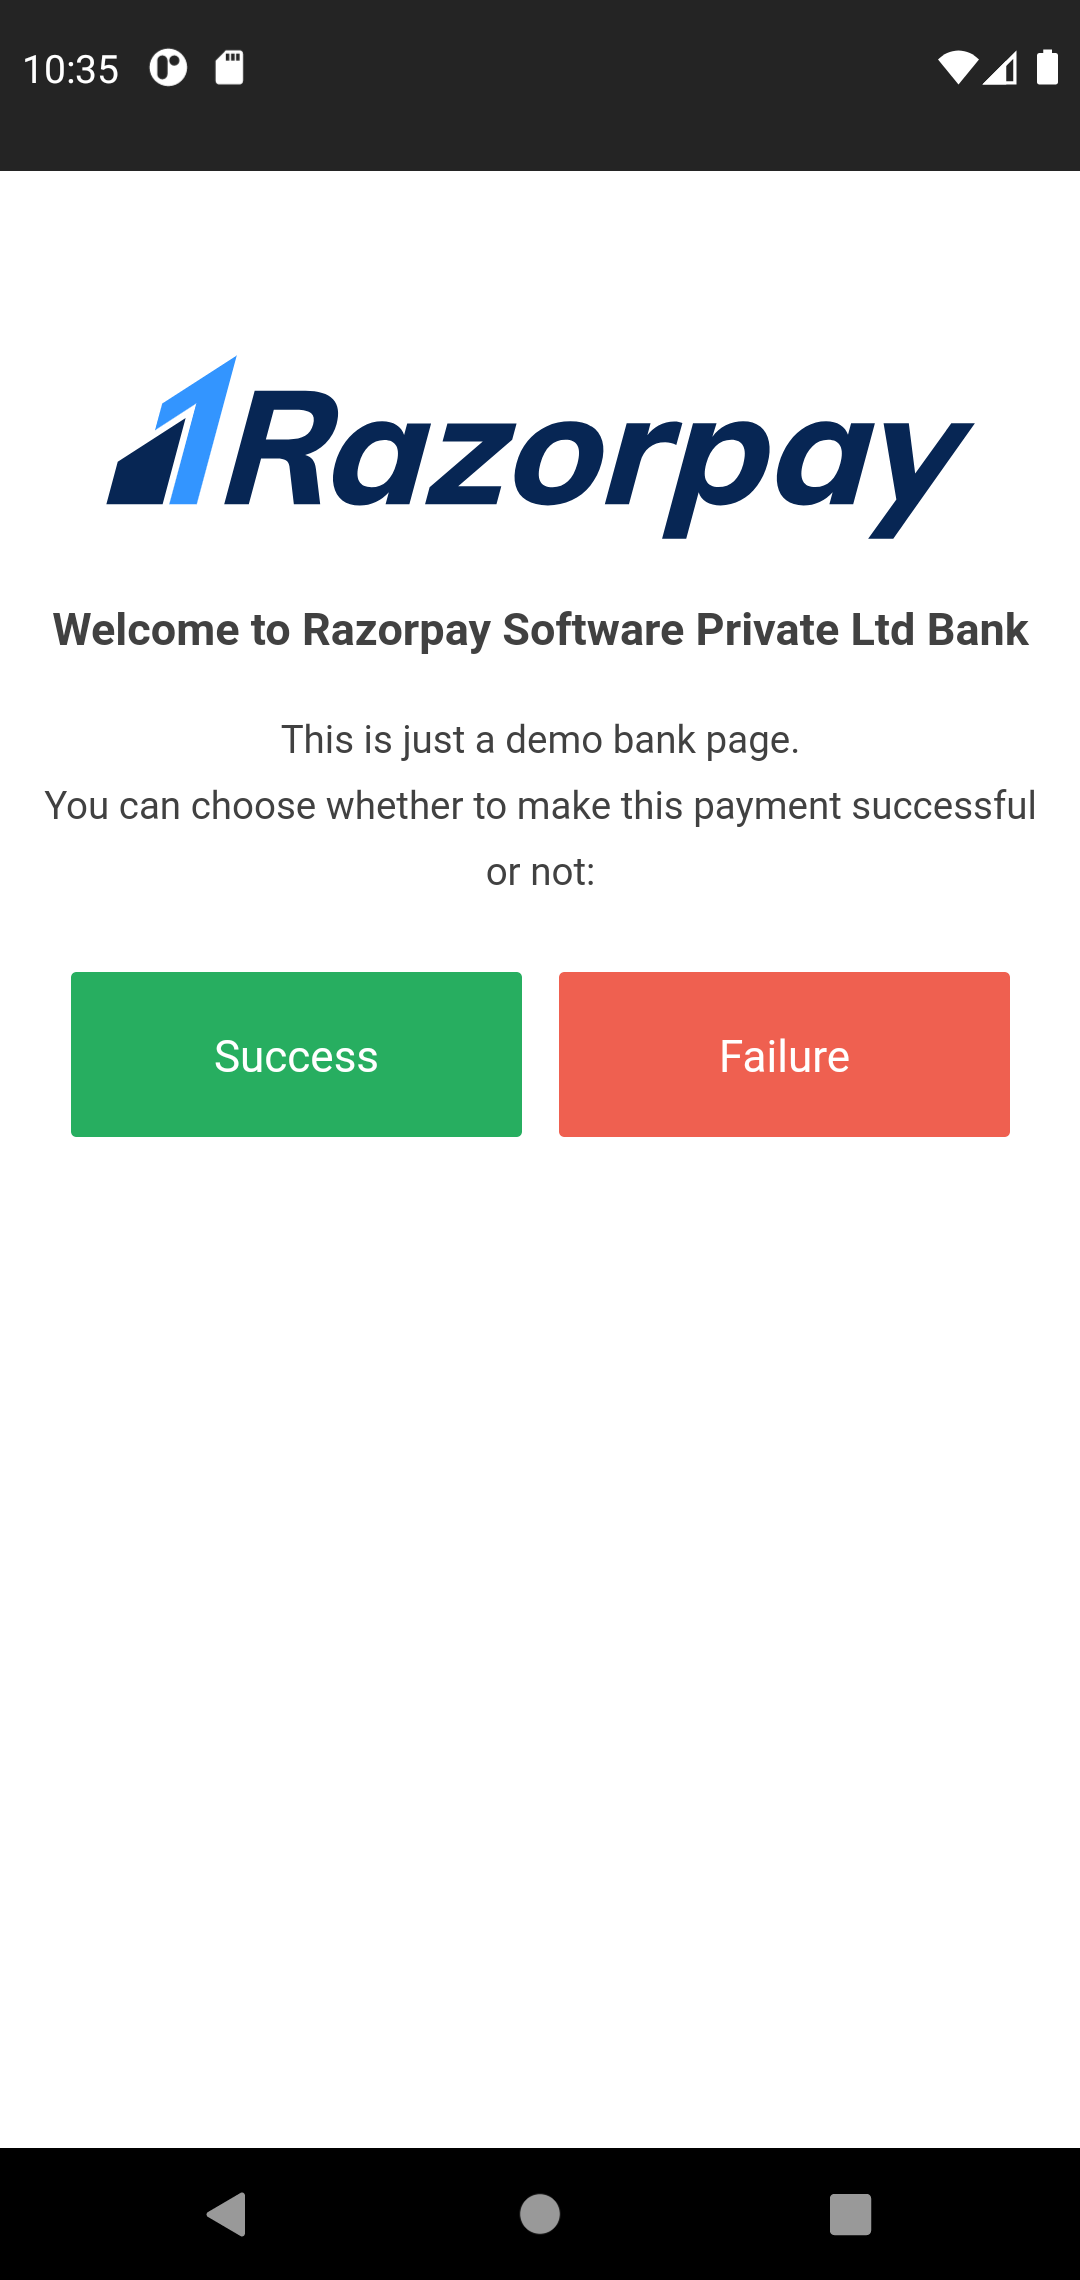 10:35
Razorpay
Welcome to Razorpay Software Private Ltd Bank
This is just a demo bank page.
You can choose whether to make this payment successful
or not:
Success
Failure